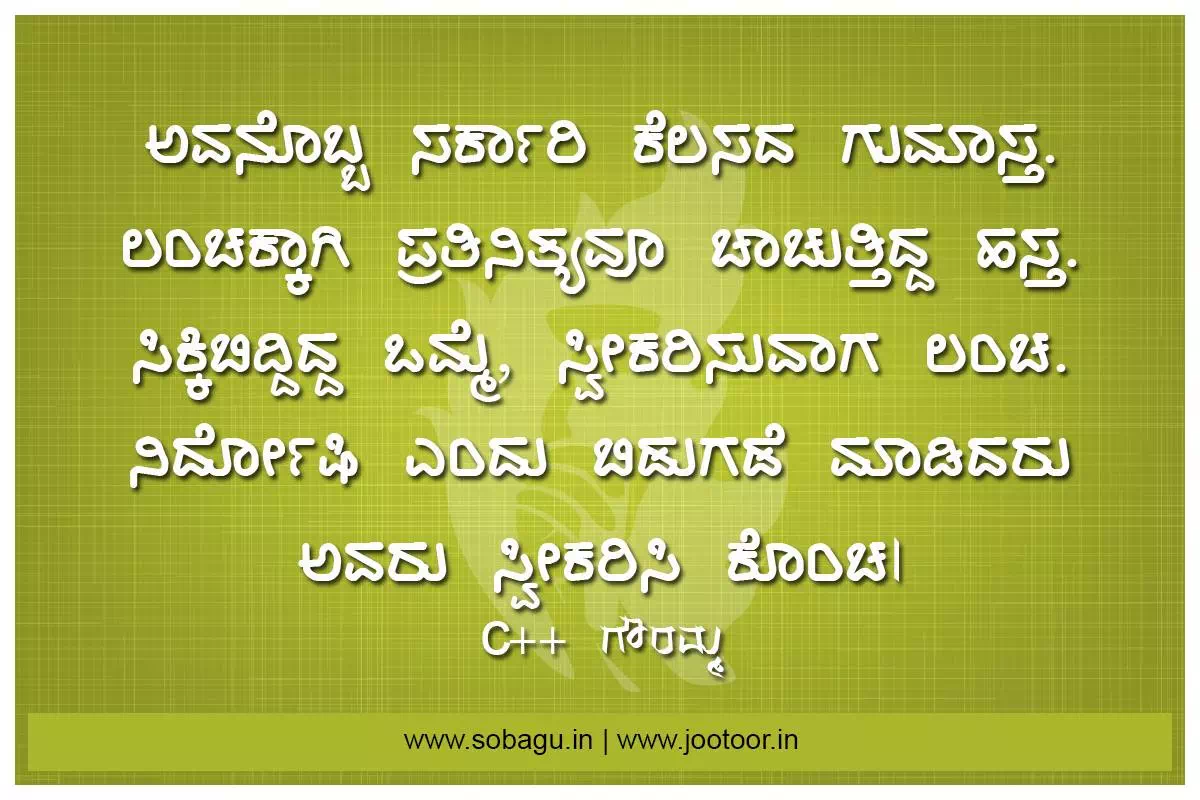 ಅವನೊಬ್ಬ ಸರ್ಕಾರಿ ಕೆಲಸದ ಗುಮಾಸ್ತ.
ಲಂಚಕ್ಕಾಗಿ ಪ್ರತಿನಿತ್ಯವೂ ಚಾಚುತ್ತಿದ್ದ ಹಸ್ತ.
ಸಿಕ್ಕಿಬಿದ್ದಿದ್ದ ಒಮ್ಮೆ, ಸ್ವೀಕರಿಸುವಾಗ ಲಂಚ.
ನಿರ್ದೋಷಿ ಎಂದು ಬಿಡುಗಡೆ ಮಾಡಿದರು
ಅವರು ಸ್ವೀಕರಿಸಿ ಕೊಂಚ।
C++ ಗೌರಮ್ಮ
www.sobagu.in | www.jootoor.in